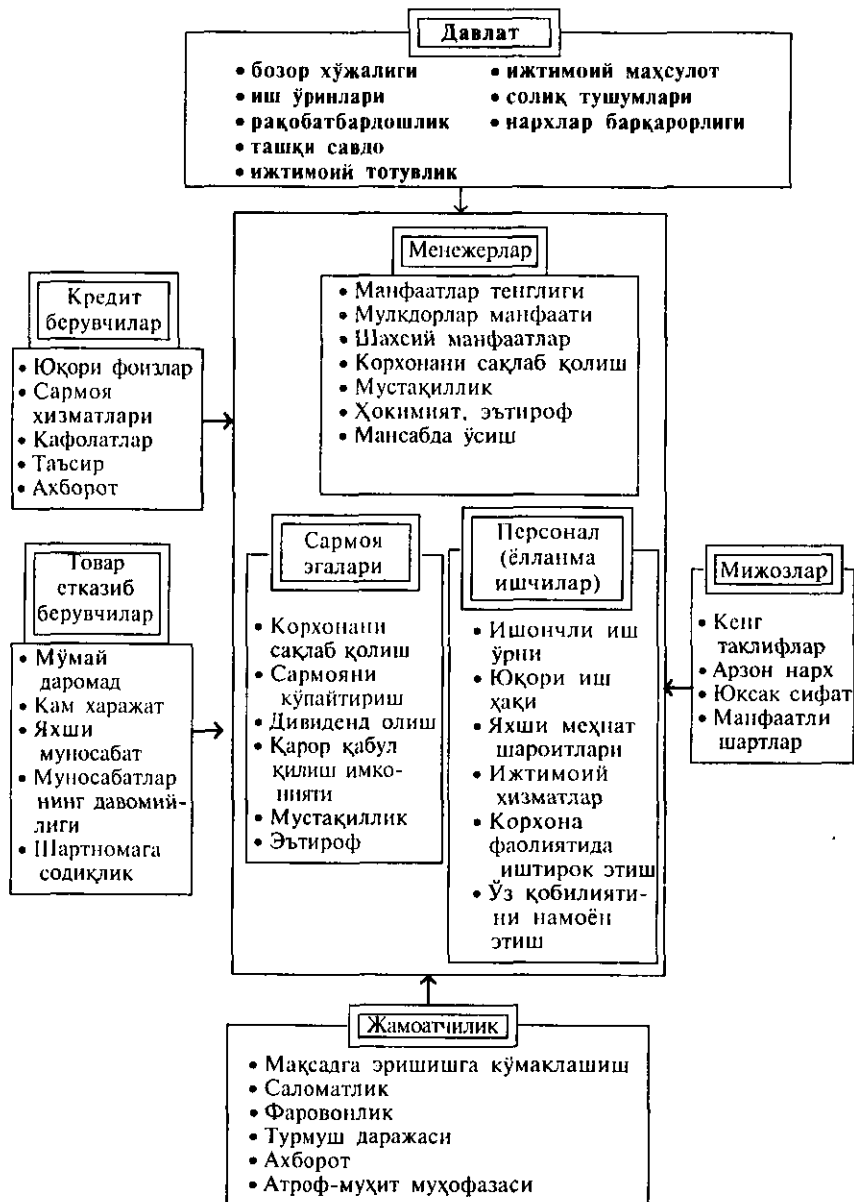 Давлат
• бозор хўжалиги
• иш ўринлари
• рақобатбардошлик
• ташқи савдо
• ижтимоий тотувлик
• ижтимоий маҳсулот
• солиқ тушумлари
• нархлар барқарорлиги
Менежерлар
• Манфаатлар тенглиги
• Мулкдорлар манфаати
• Шахсий манфаатлар
• Корхонани сақлаб қолиш
• Мустақиллик
• Ҳокимият, эътироф
• Мансабда ўсиш
Кредит
берувчилар
• Юқори фоизлар
• Сармоя
хизматлари
• Кафолатлар
• Таъсир
• Ахборот
Товар
етказиб
берувчилар
• Мўмай
даромад
• Кам харажат
• Яхши
муносабат
• Муносабатлар
нинг давомий-
лиги
• Шартномага
содиқлик
Сармоя
эгалари
• Корхонани
сақлаб қолиш
• Сармояни
кўпайтириш
• Дивиденд олиш
• Қарор қабул
қилиш имко-
нияти
• Мустақиллик
• Эътироф
Персонал
(ёлланма
ишчилар)
• Ишончли иш
ўрни
• Юқори иш
ҳақи
• Яхши меҳнат
шароитлари
• Ижтимоий
хизматлар
• Корхона
фаолиятида
иштирок этиш
• Ўз қобилияти-
ни намоён
этиш
Мижозлар
• Кенг
таклифлар
• Арзон нарх
• Юксак сифат
• Манфаатли
шартлар
Жамоатчилик
• Мақсадга эришишга кўмаклашиш
• Саломатлик
• Фаровонлик
• Турмуш даражаси
• Ахборот
• Атроф-муҳит муҳофазаси